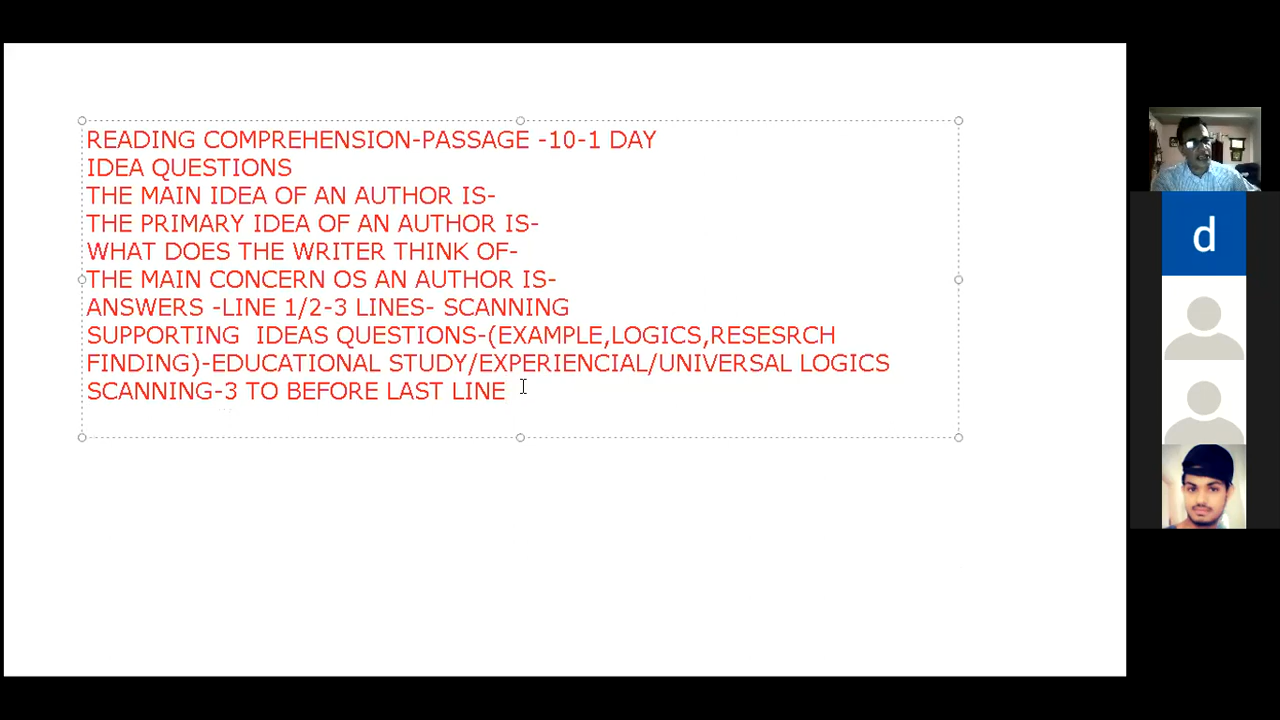 READING COMPREHENSION-PASSAGE -10-1 DAY
IDEA QUESTIONS
THE MAIN IDEA OF AN AUTHOR IS-
THE PRIMARY IDEA OF AN AUTHOR IS-
WHAT DOES THE WRITER THINK OF-
THE MAIN CONCERN OS AN AUTHOR IS-
ANSWERS -LINE 1/2-3 LINES- SCANNING
SUPPORTING  IDEAS QUESTIONS-(EXAMPLE,LOGICS,RESESRCH
FINDING)-EDUCATIONAL STUDY/EXPERIENCIAL/UNIVERSAL LOGICS
SCANNING-3 TO BEFORE LAST LINE
d